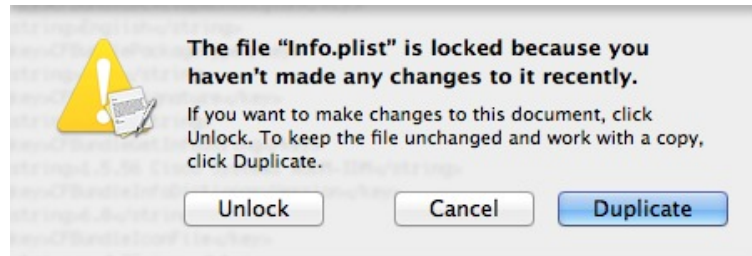 The file “Info.plist” is locked because you
haven’t made any changes to it recently.
If you want to make changes to this document, click
Unlock. To keep the file unchanged and work with a copy,
click Duplicate.
Unlock
Cancel
Duplicate